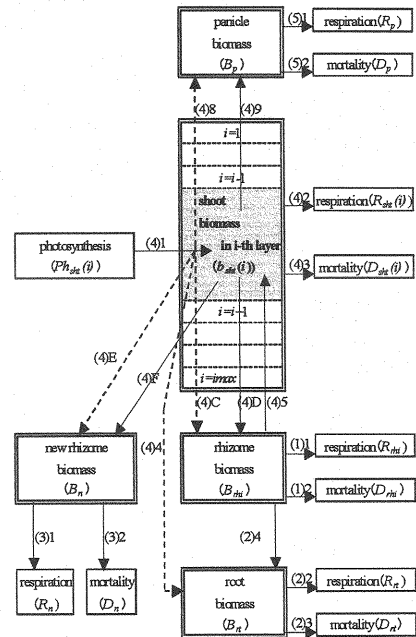 panicle
biomass
(Bp)
(5)1
respiration(Rp)
(5)2
mortality(Dp)
(4)8
(4)9
i=1
i=i-1
shoot
biomass
in i-th layer
(bsht(i))
(4)2
respiration(Rsht(i))
(4)3
mortality(Dsht(i))
photosynthesis
(Phsht(i))
(4)1
i=i-1
i=imax
(4)E
(4)F
(4)4
(4)C
(4)D
(4)5
new rhizome
biomass
(Bn)
rhizome
biomass
(Brhi)
(1)1
respiration(Rrhi)
(1)2
mortality(Drhi)
(3)1
(3)2
(2)4
respiration
(Rn)
mortality
(Dn)
root
biomass
(Brt)
(2)2
respiration(Rrt)
(2)3
mortality(Drt)